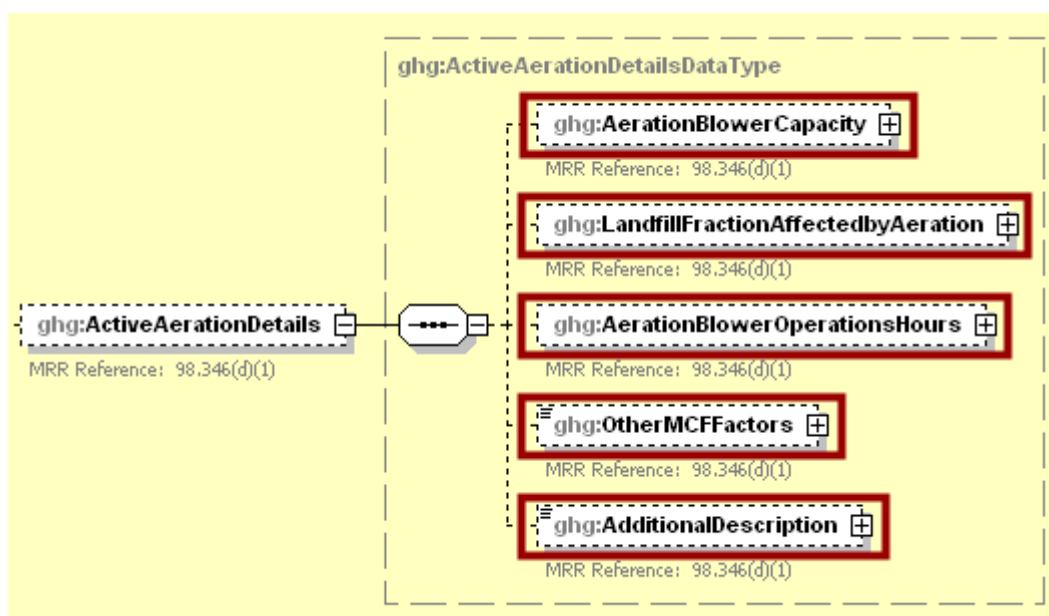 ghg:ActiveAerationDetailsDataType
ghg:AerationBlowerCapacity
MRR Reference: 98.346(d)(1)
ghg:LandfillFractionAffectedbyAeration
MRR Reference: 98.346(d)(1)
ghg:ActiveAerationDetails
MRR Reference: 98.346(d)(1)
ghg:AerationBlowerOperationsHours
MRR Reference: 98.346(d)(1)
ghg:OtherMCFFactors
MRR Reference: 98.346(d)(1)
ghg:AdditionalDescription
MRR Reference: 98.346(d)(1)